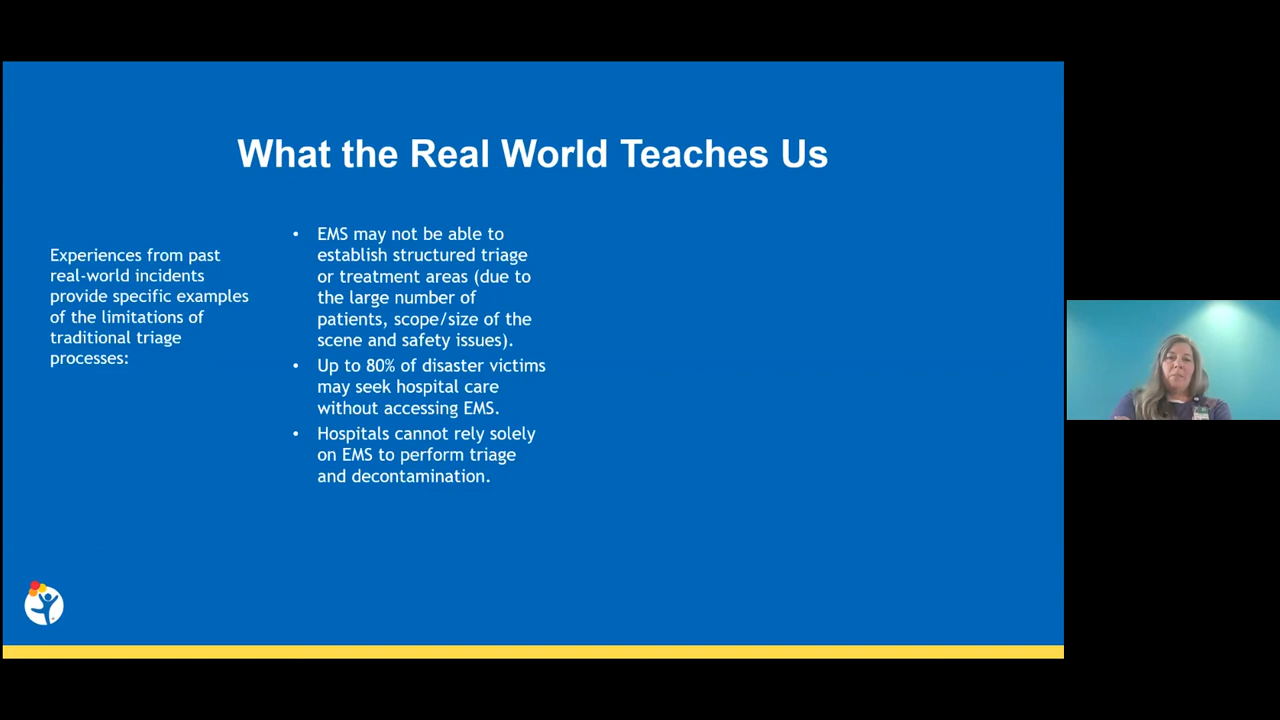 What the Real World Teaches Us
Experiences from past
real-world incidents
provide specific examples
of the limitations of
traditional triage
processes:
• EMS may not be able to
establish structured triage
or treatment areas (due to
the large number of
patients, scope/size of the
scene and safety issues).
• Up to 80% of disaster victims
may seek hospital care
without accessing EMS.
• Hospitals cannot rely solely
on EMS to perform triage
and decontamination.